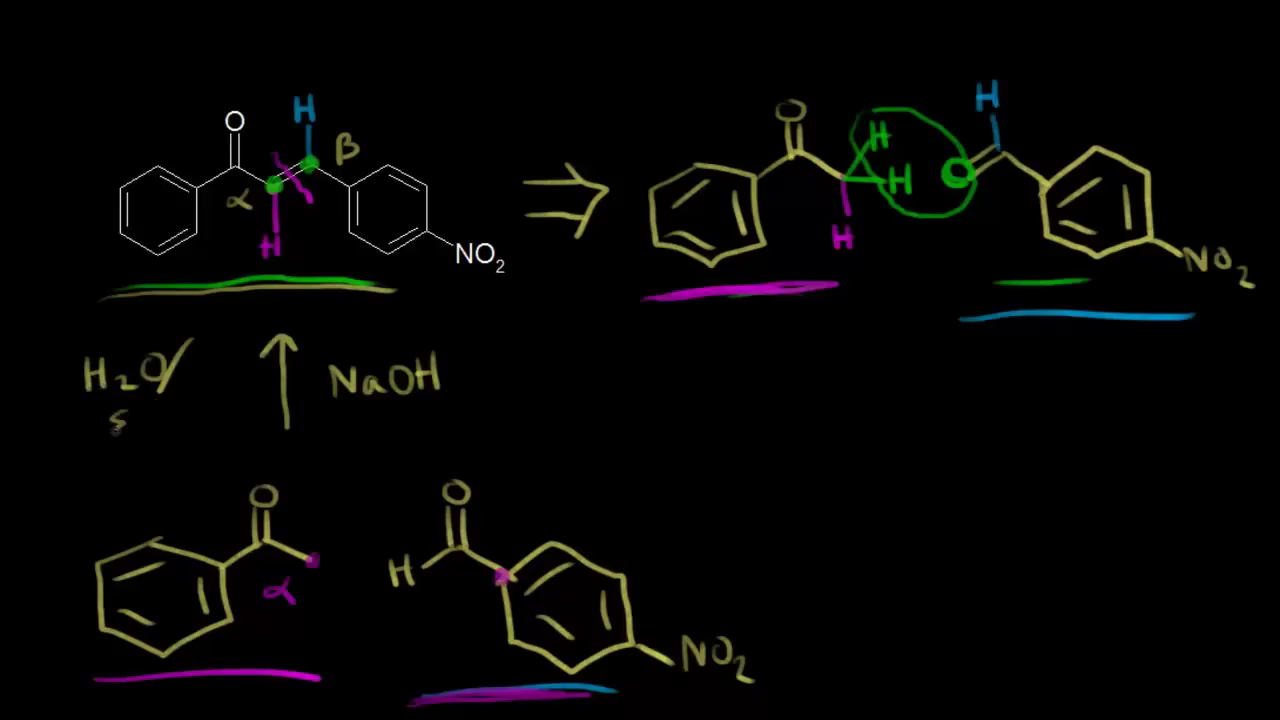 H H
O β O H
α O H
H H
NO2 NO2
H2O/ NaOH
O O
H
α
NO2